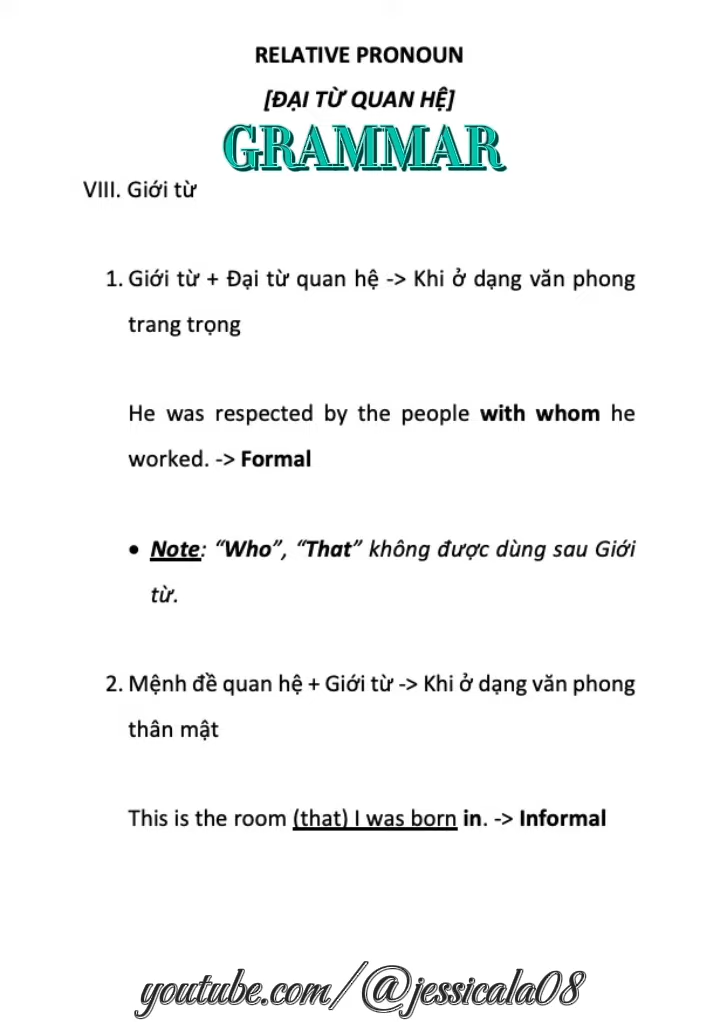 RELATIVE PRONOUN
[ĐẠI TỪ QUAN HỆ]
GRAMMAR
VIII. Giới từ
1. Giới từ + Đại từ quan hệ -> Khi ở dạng văn phong
trang trọng
He was respected by the people with whom he
worked. -> Formal
• Note: “Who”, “That” không được dùng sau Giới
từ.
2. Mệnh đề quan hệ + Giới từ -> Khi ở dạng văn phong
thân mật
This is the room (that) I was born in. -> Informal
youtube.com/@jessicala08